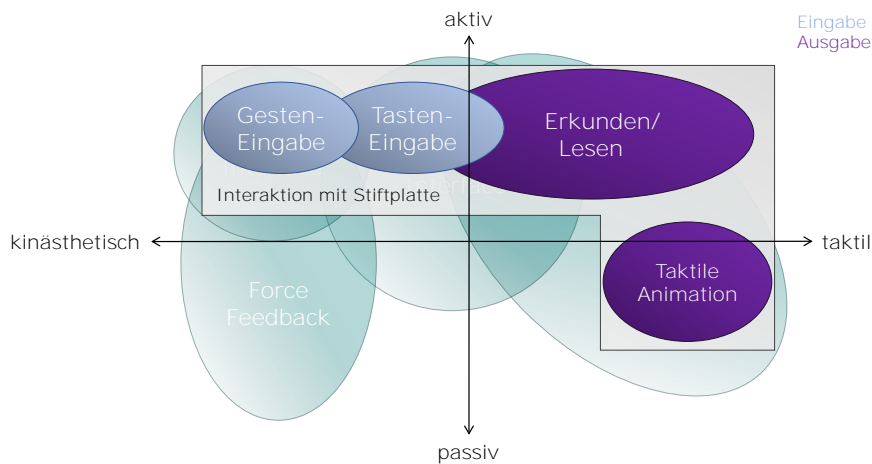 aktiv
Eingabe
Ausgabe
Gesten-
Eingabe
Tasten-
Eingabe
Erkunden/
Lesen
Interaktion mit Stiftplatte
kinästhetisch
taktil
Taktile
Animation
Force
Feedback
passiv